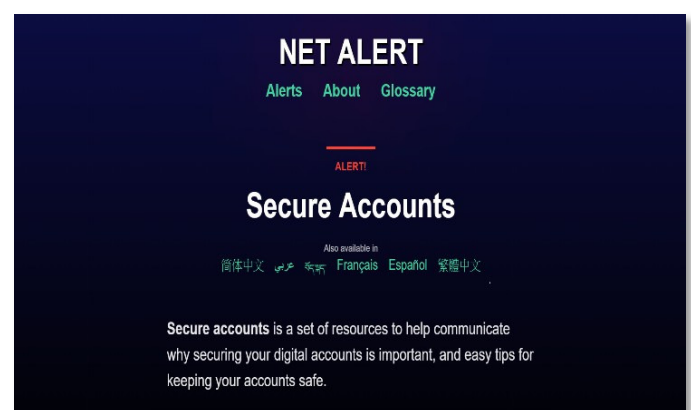 NET ALERT
Alerts About Glossary
ALERT!
Secure Accounts
Also available in
简体中文 عربي Français Español 繁體中文
Secure accounts is a set of resources to help communicate
why securing your digital accounts is important, and easy tips for
keeping your accounts safe.